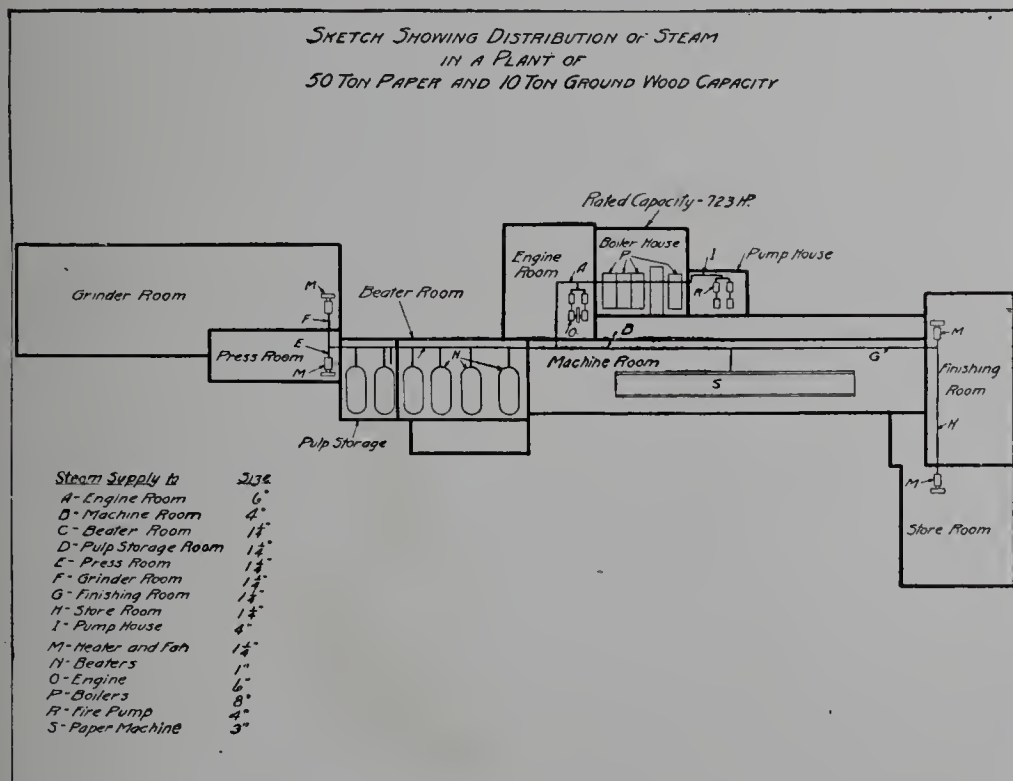 SKETCH SHOWING DISTRIBUTION OF STEAM
IN A PLANT OF
50 TON PAPER AND 10 TON GROUND WOOD CAPACITY
Rated Capacity - 723 HP.
Engine Room
Boiler House
P
A
I
Pump House
R
O
Grinder Room
M
F
Beater Room
E
Press Room
M
N
B
Machine Room
G
S
M
Finishing Room
H
M
Pulp Storage
Store Room
Steam Supply to Size
A - Engine Room 6"
B - Machine Room 4"
C - Beater Room 1¼"
D - Pulp Storage Room 1¼"
E - Press Room 1¼"
F - Grinder Room 1¼"
G - Finishing Room 1¼"
H - Store Room 1¼"
I - Pump House 4"
M - Heater and Fan 1¼"
N - Beaters 1"
O - Engine 6"
P - Boilers 8"
R - Fire Pump 4"
S - Paper Machine 3"